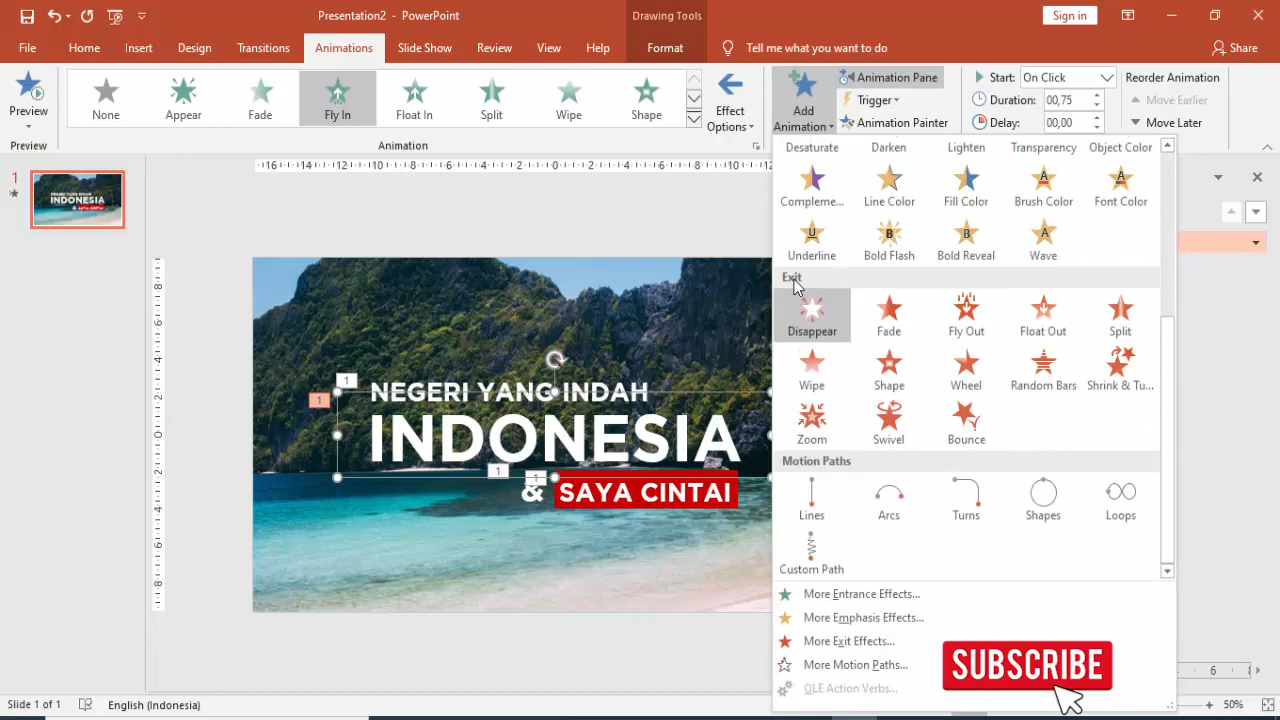 Presentation2 - PowerPoint
Drawing Tools
Sign in
File
Home
Insert
Design
Transitions
Animations
Slide Show
Review
View
Help
Format
Tell me what you want to do
Share
Preview
None
Appear
Fade
Fly In
Float In
Split
Wipe
Shape
Effect
Options
Add
Animation
Animation Pane
Trigger
Animation Painter
Start: On Click
Duration: 00,75
Delay: 00,00
Reorder Animation
Move Earlier
Move Later
Preview
Animation
Desaturate
Darken
Lighten
Transparency
Object Color
Compleme...
Line Color
Fill Color
Brush Color
Font Color
Underline
Bold Flash
Bold Reveal
Wave
Exit
Disappear
Fade
Fly Out
Float Out
Split
Wipe
Shape
Wheel
Random Bars
Shrink & Tu...
Zoom
Swivel
Bounce
Motion Paths
Lines
Arcs
Turns
Shapes
Loops
Custom Path
More Entrance Effects...
More Emphasis Effects...
More Exit Effects...
More Motion Paths...
OLE Action Verbs...
SUBSCRIBE
1
NEGERI YANG INDAH
INDONESIA
& SAYA CINTAI
1
1
1
Slide 1 of 1
English (Indonesia)
6
8
50%